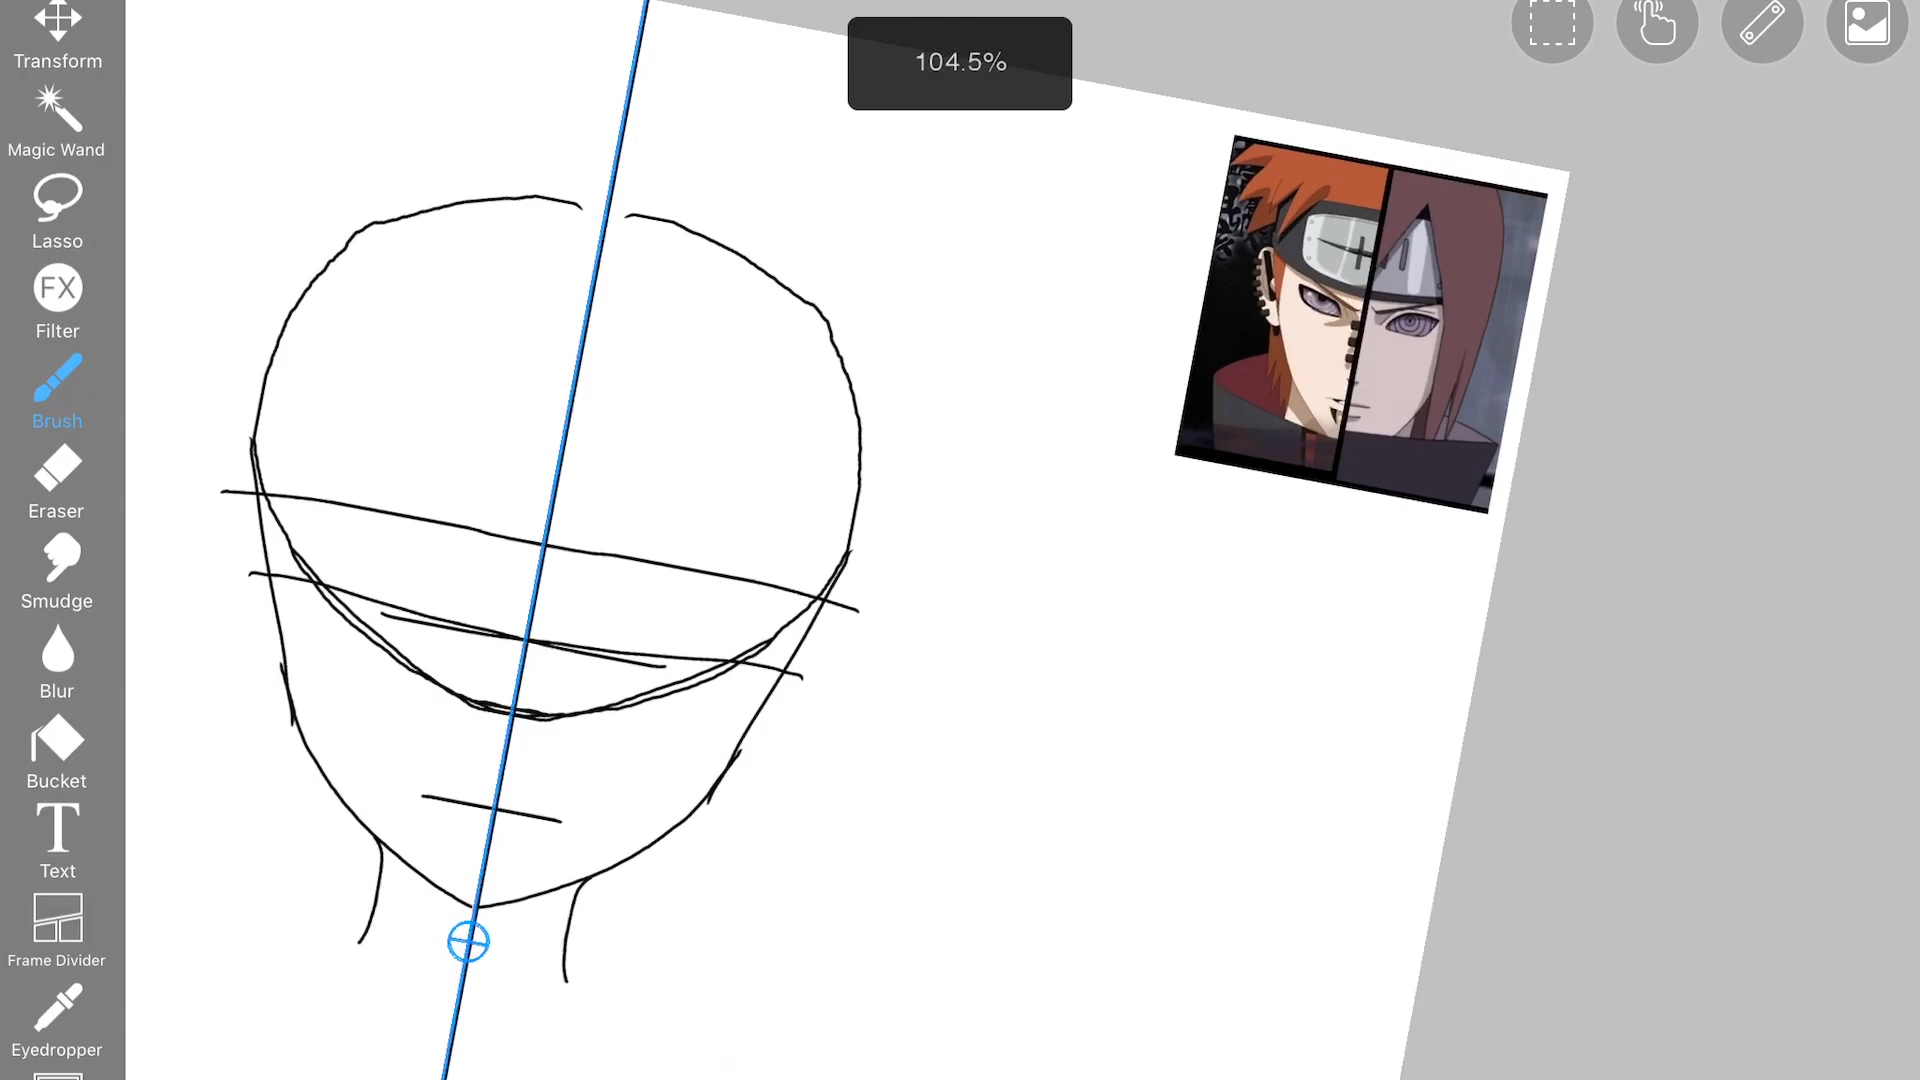 104.5%
Transform
Magic Wand
Lasso
FX
Filter
Brush
Eraser
Smudge
Blur
Bucket
T
Text
Frame Divider
Eyedropper